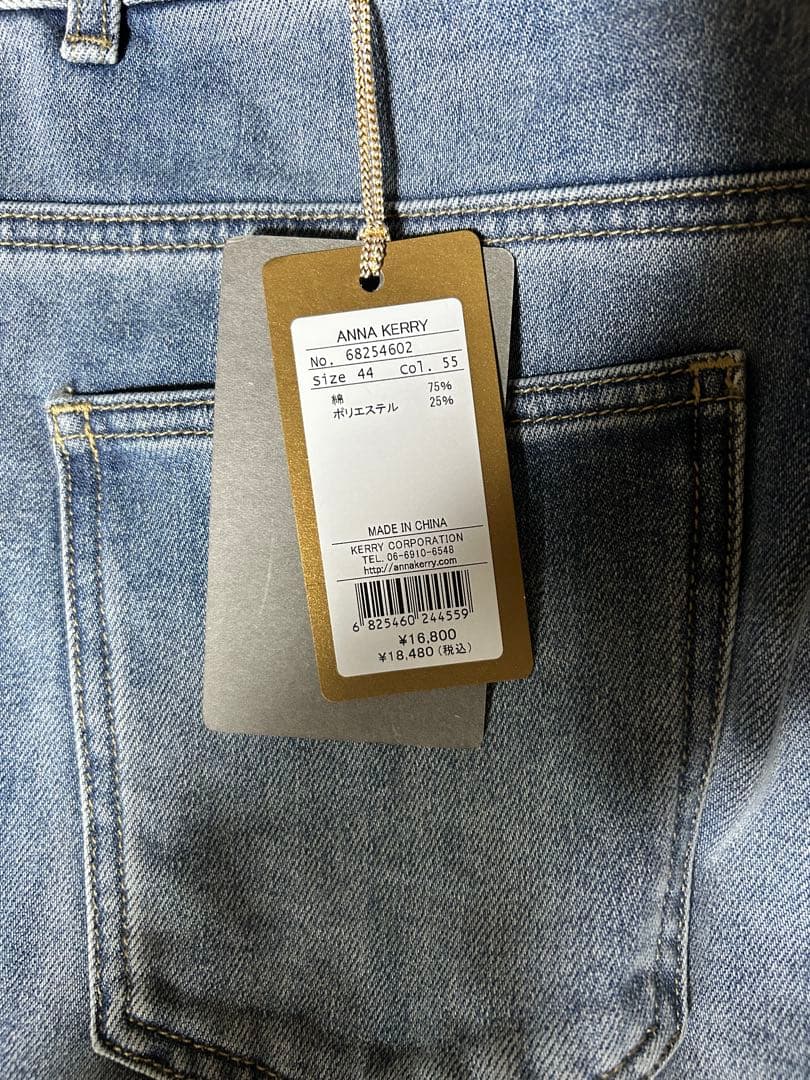 ANNA KERRY
No. 68254602
Size 44 Col. 55
綿 75%
ポリエステル 25%
MADE IN CHINA
KERRY CORPORATION
TEL. 06-6910-6548
http://annakerry.com
6 825460 244559
¥16,800
¥18,480(税込)